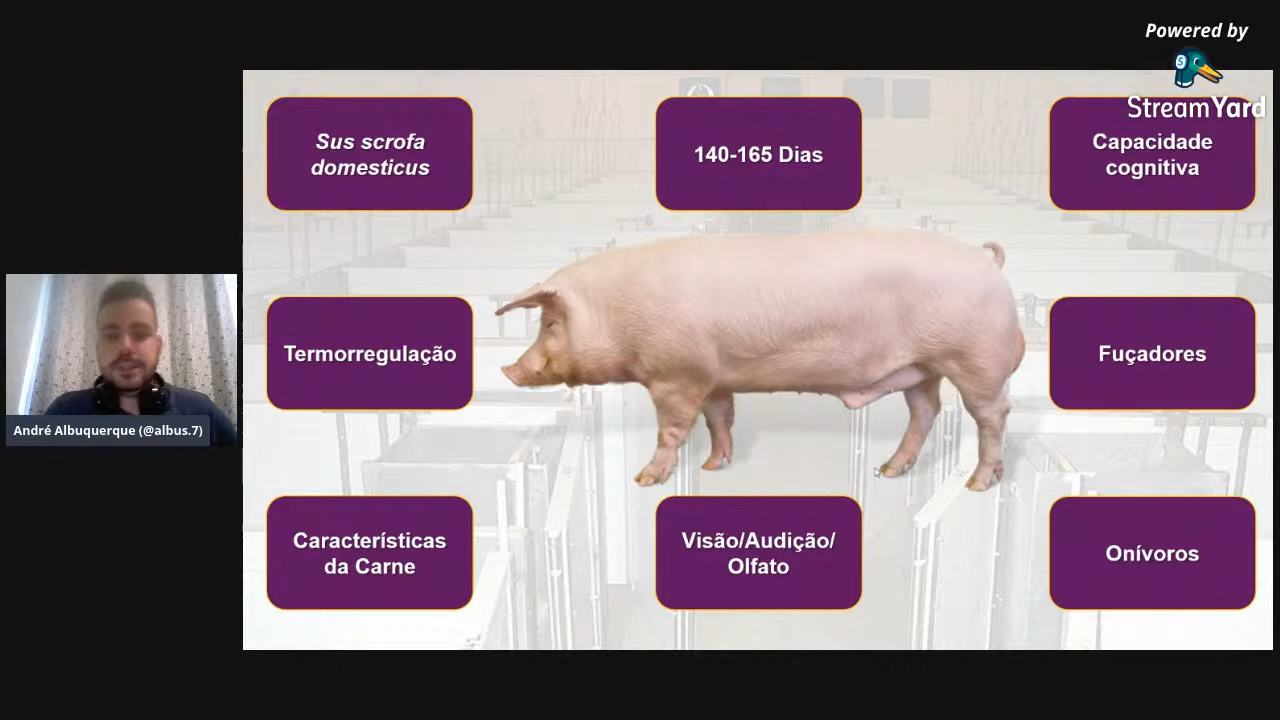 Powered by
StreamYard
Sus scrofa
domesticus
140-165 Dias
Capacidade
cognitiva
Termorregulação
Fuçadores
André Albuquerque (@albus.7)
Características
da Carne
Visão/Audição/
Olfato
Onívoros